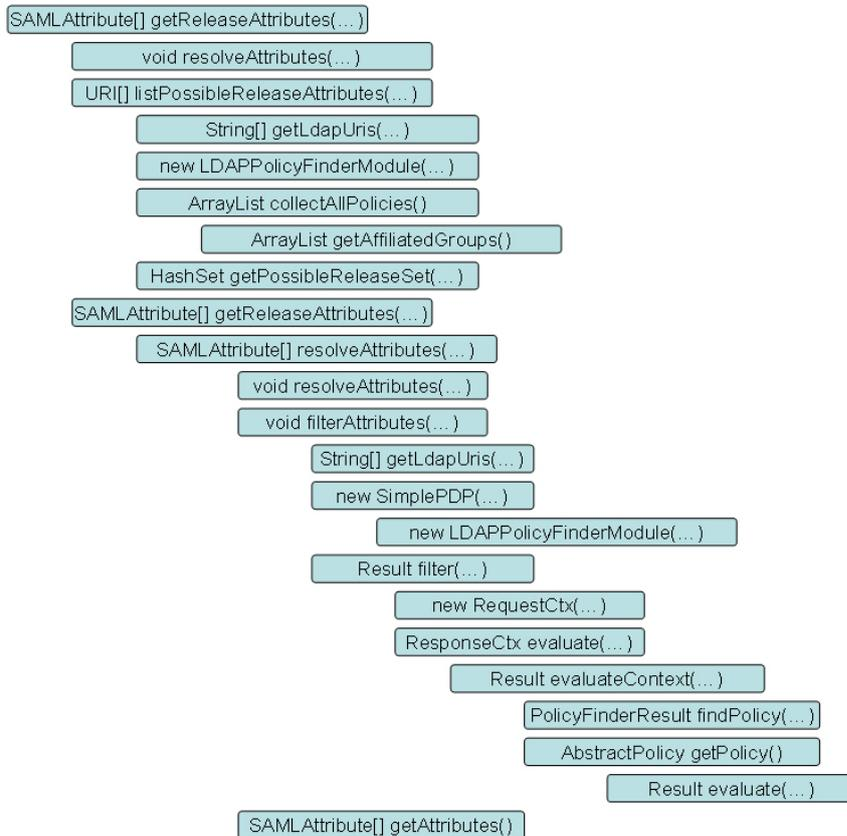 SAMLAttribute[] getReleaseAttributes(...)
void resolveAttributes(...)
URI[] listPossibleReleaseAttributes(...)
String[] getLdapUris(...)
new LDAPPolicyFinderModule(...)
ArrayList collectAllPolicies()
ArrayList getAffiliatedGroups()
HashSet getPossibleReleaseSet(...)
SAMLAttribute[] getReleaseAttributes(...)
SAMLAttribute[] resolveAttributes(...)
void resolveAttributes(...)
void filterAttributes(...)
String[] getLdapUris(...)
new SimplePDP(...)
new LDAPPolicyFinderModule(...)
Result filter(...)
new RequestCtx(...)
ResponseCtx evaluate(...)
Result evaluateContext(...)
PolicyFinderResult findPolicy(...)
AbstractPolicy getPolicy()
Result evaluate(...)
SAMLAttribute[] getAttributes()